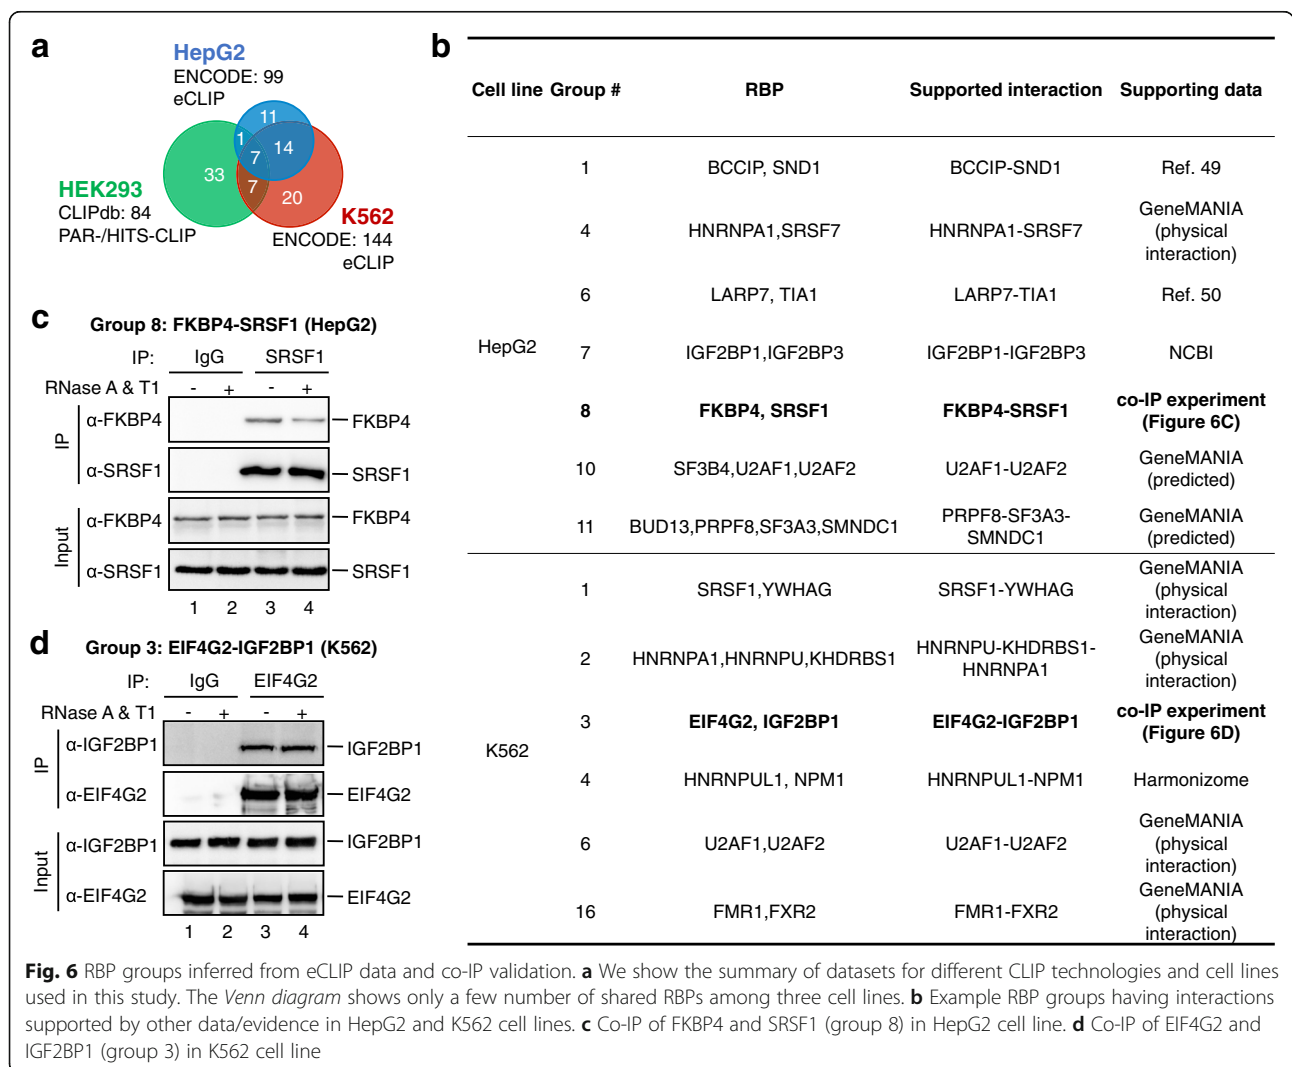 a
HepG2
ENCODE: 99
eCLIP
11
1
7
14
33
7
20
HEK293
CLIPdb: 84
PAR-/HITS-CLIP
K562
ENCODE: 144
eCLIP
b
Cell line Group # RBP Supported interaction Supporting data
HepG2
1 BCCIP, SND1 BCCIP-SND1 Ref. 49
4 HNRNPA1,SRSF7 HNRNPA1-SRSF7 GeneMANIA
(physical
interaction)
6 LARP7, TIA1 LARP7-TIA1 Ref. 50
7 IGF2BP1,IGF2BP3 IGF2BP1-IGF2BP3 NCBI
8 FKBP4, SRSF1 FKBP4-SRSF1 co-IP experiment
(Figure 6C)
10 SF3B4,U2AF1,U2AF2 U2AF1-U2AF2 GeneMANIA
(predicted)
11 BUD13,PRPF8,SF3A3,SMNDC1 PRPF8-SF3A3-
SMNDC1 GeneMANIA
(predicted)
K562
1 SRSF1,YWHAG SRSF1-YWHAG GeneMANIA
(physical
interaction)
2 HNRNPA1,HNRNPU,KHDRBS1 HNRNPU-KHDRBS1-
HNRNPA1 GeneMANIA
(physical
interaction)
3 EIF4G2, IGF2BP1 EIF4G2-IGF2BP1 co-IP experiment
(Figure 6D)
4 HNRNPUL1, NPM1 HNRNPUL1-NPM1 Harmonizome
6 U2AF1,U2AF2 U2AF1-U2AF2 GeneMANIA
(physical
interaction)
16 FMR1,FXR2 FMR1-FXR2 GeneMANIA
(physical
interaction)
c
Group 8: FKBP4-SRSF1 (HepG2)
IP: IgG SRSF1
RNase A & T1 - + - +
IP
α-FKBP4 FKBP4
α-SRSF1 SRSF1
Input
α-FKBP4 FKBP4
α-SRSF1 SRSF1
1 2 3 4
d
Group 3: EIF4G2-IGF2BP1 (K562)
IP: IgG EIF4G2
RNase A & T1 - + - +
IP
α-IGF2BP1 IGF2BP1
α-EIF4G2 EIF4G2
Input
α-IGF2BP1 IGF2BP1
α-EIF4G2 EIF4G2
1 2 3 4
Fig. 6 RBP groups inferred from eCLIP data and co-IP validation. a We show the summary of datasets for different CLIP technologies and cell lines
used in this study. The Venn diagram shows only a few number of shared RBPs among three cell lines. b Example RBP groups having interactions
supported by other data/evidence in HepG2 and K562 cell lines. c Co-IP of FKBP4 and SRSF1 (group 8) in HepG2 cell line. d Co-IP of EIF4G2 and
IGF2BP1 (group 3) in K562 cell line